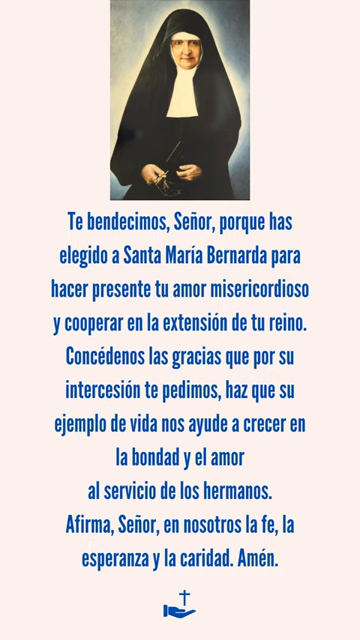 Te bendecimos, Señor, porque has
elegido a Santa María Bernarda para
hacer presente tu amor misericordioso
y cooperar en la extensión de tu reino.
Concédenos las gracias que por su
intercesión te pedimos, haz que su
ejemplo de vida nos ayude a crecer en
la bondad y el amor
al servicio de los hermanos.
Afirma, Señor, en nosotros la fe, la
esperanza y la caridad. Amén.